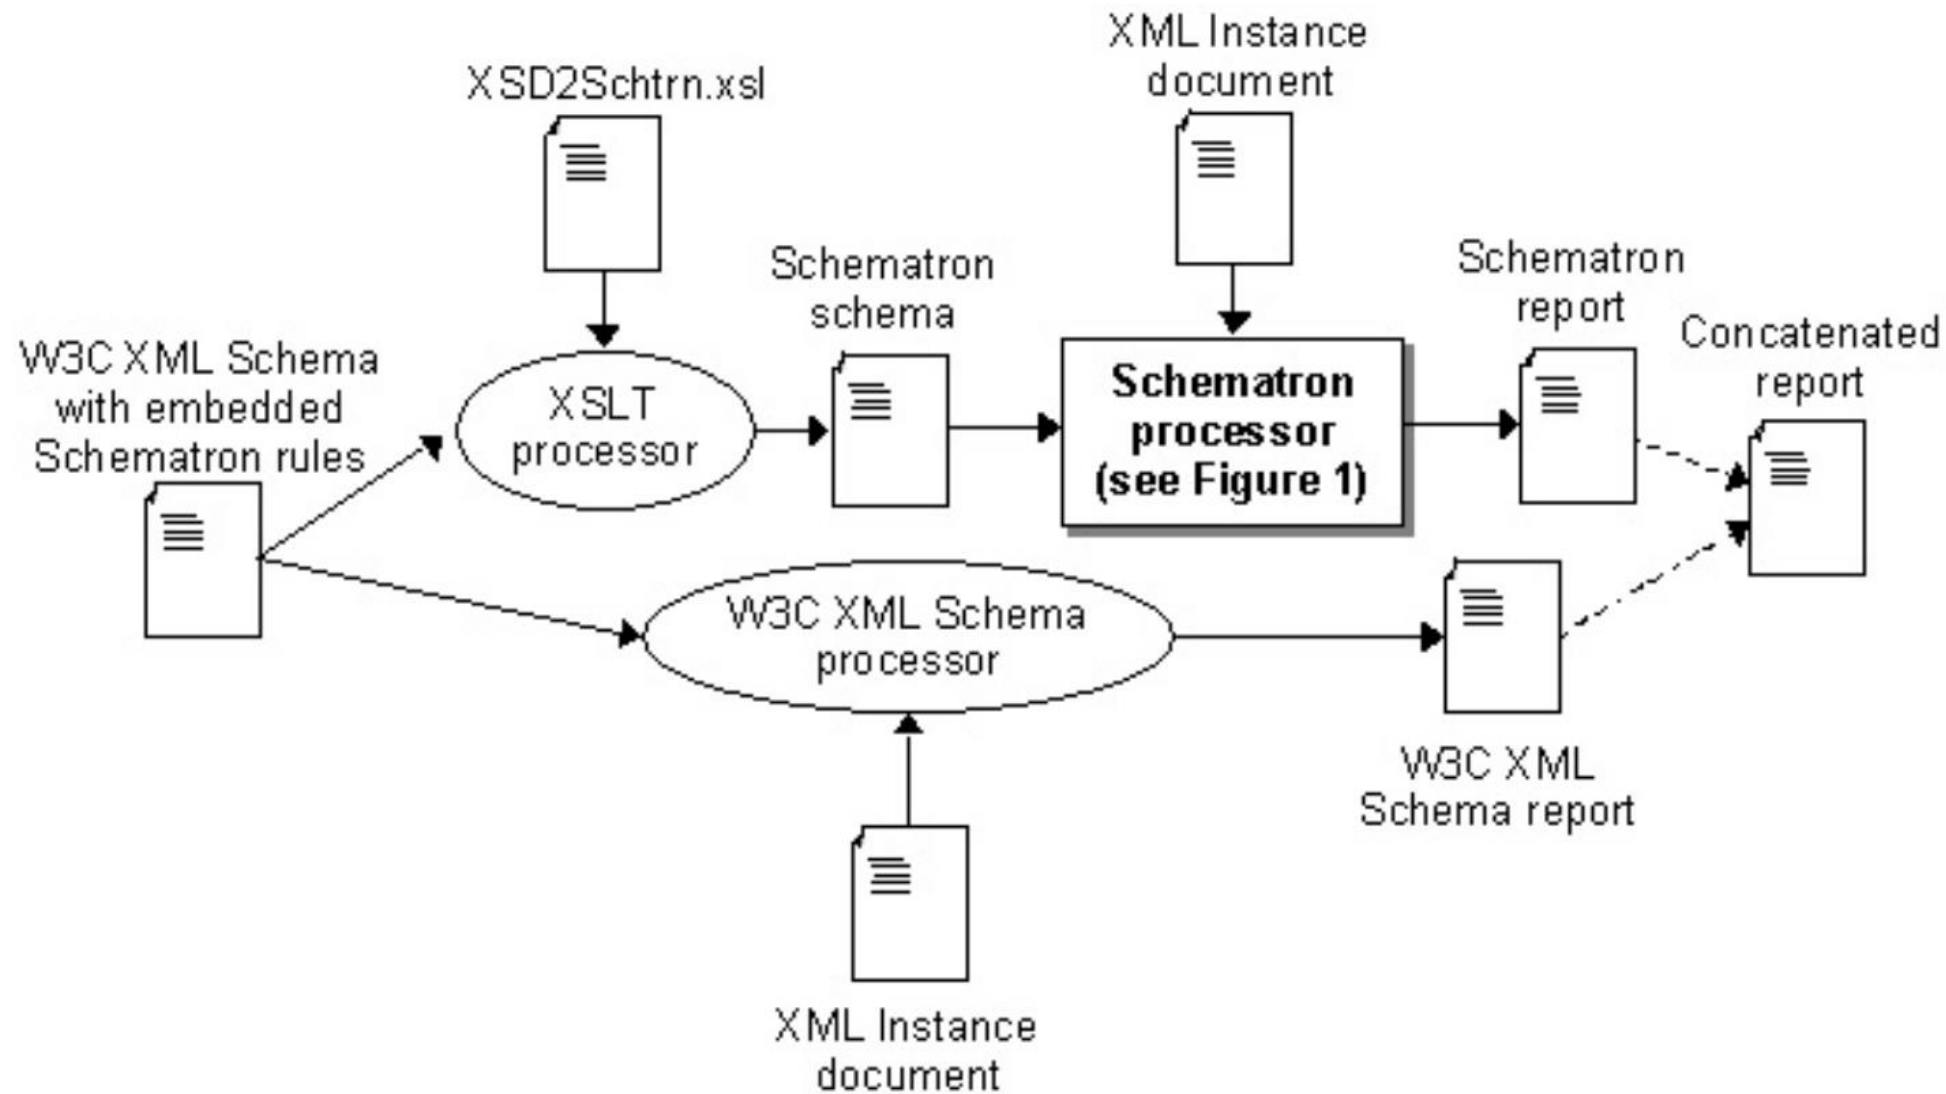 XML Instance
document
XSD2Schtrn.xsl
Schematron
schema
Schematron
report
Concatenated
report
W3C XML Schema
with embedded
Schematron rules
XSLT
processor
Schematron
processor
(see Figure 1)
W3C XML Schema
processor
W3C XML
Schema report
XML Instance
document